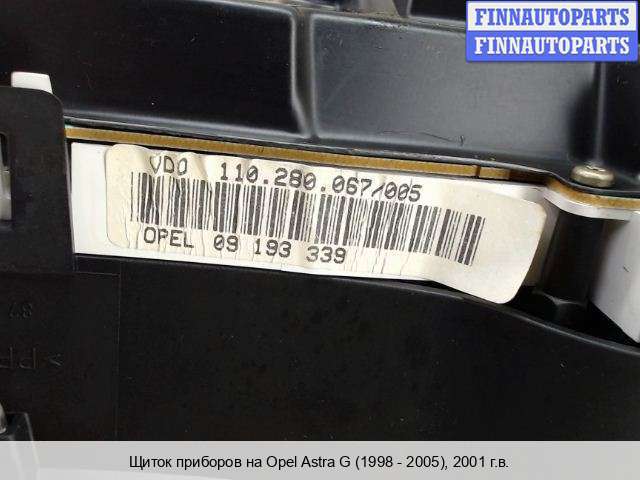 FINNAUTOPARTS
FINNAUTOPARTS
VDO 110.280.067/005
OPEL 09 193 339
Щиток приборов на Opel Astra G (1998 - 2005), 2001 г.в.